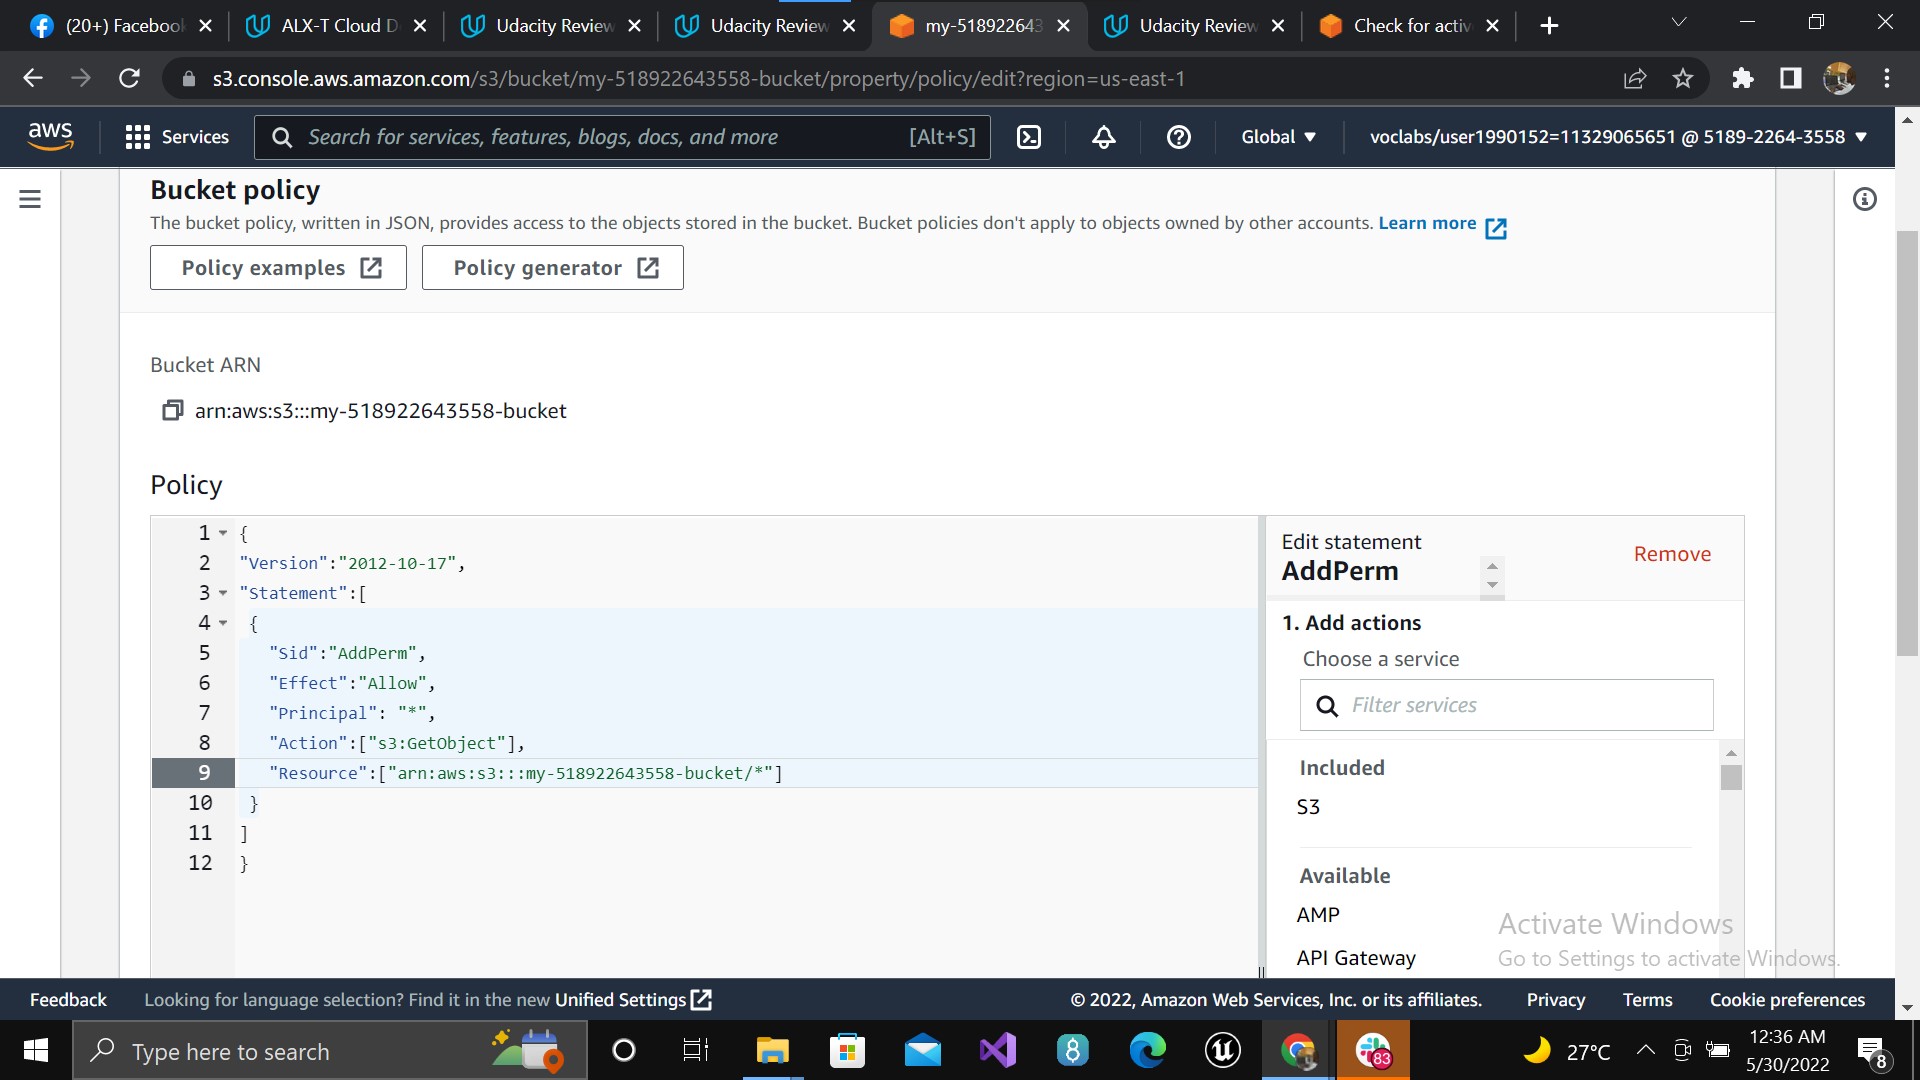 (20+) Facebook
ALX-T Cloud D
Udacity Review
Udacity Review
my-518922643
Udacity Review
Check for activ
s3.console.aws.amazon.com/s3/bucket/my-518922643558-bucket/property/policy/edit?region=us-east-1
aws
Services
Search for services, features, blogs, docs, and more
[Alt+S]
Global
voclabs/user1990152=11329065651 @ 5189-2264-3558
Bucket policy
The bucket policy, written in JSON, provides access to the objects stored in the bucket. Bucket policies don't apply to objects owned by other accounts. Learn more
Policy examples
Policy generator
Bucket ARN
arn:aws:s3:::my-518922643558-bucket
Policy
1 {
2 "Version":"2012-10-17",
3 "Statement":[
4 {
5 "Sid":"AddPerm",
6 "Effect":"Allow",
7 "Principal": "*",
8 "Action":["s3:GetObject"],
9 "Resource":["arn:aws:s3:::my-518922643558-bucket/*"]
10 }
11 ]
12 }
Edit statement
AddPerm
Remove
1. Add actions
Choose a service
Filter services
Included
S3
Available
AMP
API Gateway
Activate Windows
Go to Settings to activate Windows.
Feedback
Looking for language selection? Find it in the new Unified Settings
© 2022, Amazon Web Services, Inc. or its affiliates.
Privacy
Terms
Cookie preferences
Type here to search
83
27°C
12:36 AM
5/30/2022
8